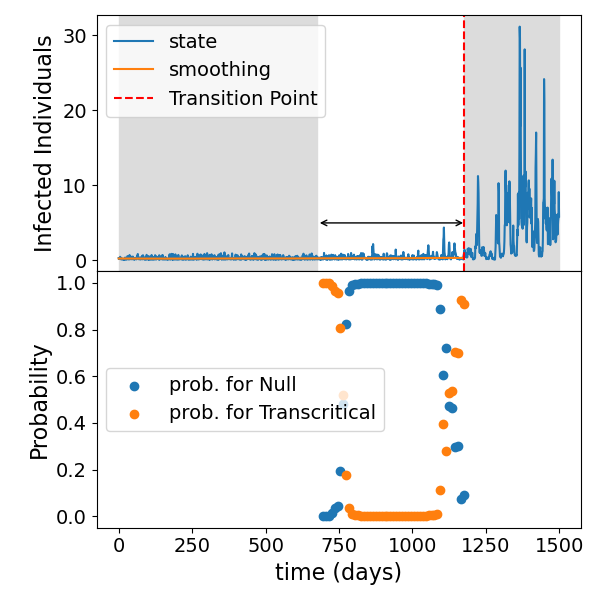 Infected Individuals
30
20
10
0
state
smoothing
Transition Point
Probability
1.0
0.8
0.6
0.4
0.2
0.0
prob. for Null
prob. for Transcritical
0 250 500 750 1000 1250 1500
time (days)